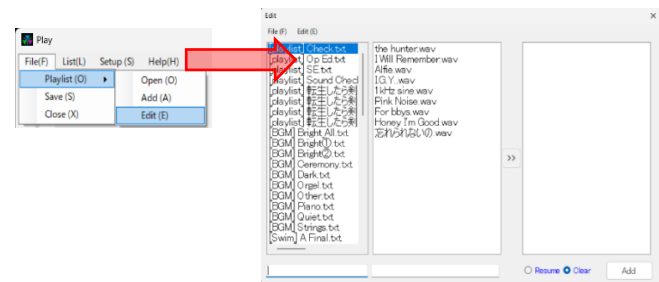 Play
File(F) List(L) Setup (S) Help(H)
Playlist (O)
Save (S)
Close (X)
Open (O)
Add (A)
Edit (E)
Edit
File (F) Edit (E)
[playlist] Check.txt
[playlist] Op Ed.txt
[playlist] SE.txt
[playlist] Sound Checl
[playlist] 転生したら剣
[playlist] 転生したら剣
[playlist] 転生したら剣
[playlist] 転生したら剣
[BGM] Bright All.txt
[BGM] Bright①.txt
[BGM] Bright②.txt
[BGM] Ceremony.txt
[BGM] Dark.txt
[BGM] Orgel.txt
[BGM] Other.txt
[BGM] Piano.txt
[BGM] Quiet.txt
[BGM] Strings.txt
[Swim] A Final.txt
the hunter.wav
I Will Remember.wav
Alfie.wav
I.G.Y..wav
1kHz sine.wav
Pink Noise.wav
For bbys.wav
Honey I'm Good.wav
忘れられないの.wav
>>
Resume Clear
Add